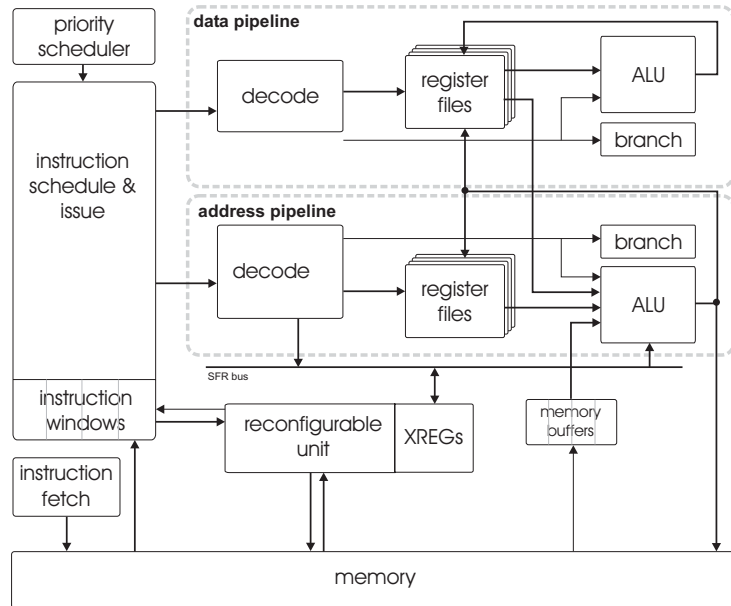 priority
scheduler
instruction
schedule &
issue
instruction
windows
instruction
fetch
data pipeline
decode
register
files
ALU
branch
address pipeline
decode
register
files
branch
ALU
SFR bus
reconfigurable
unit
XREGs
memory
buffers
memory